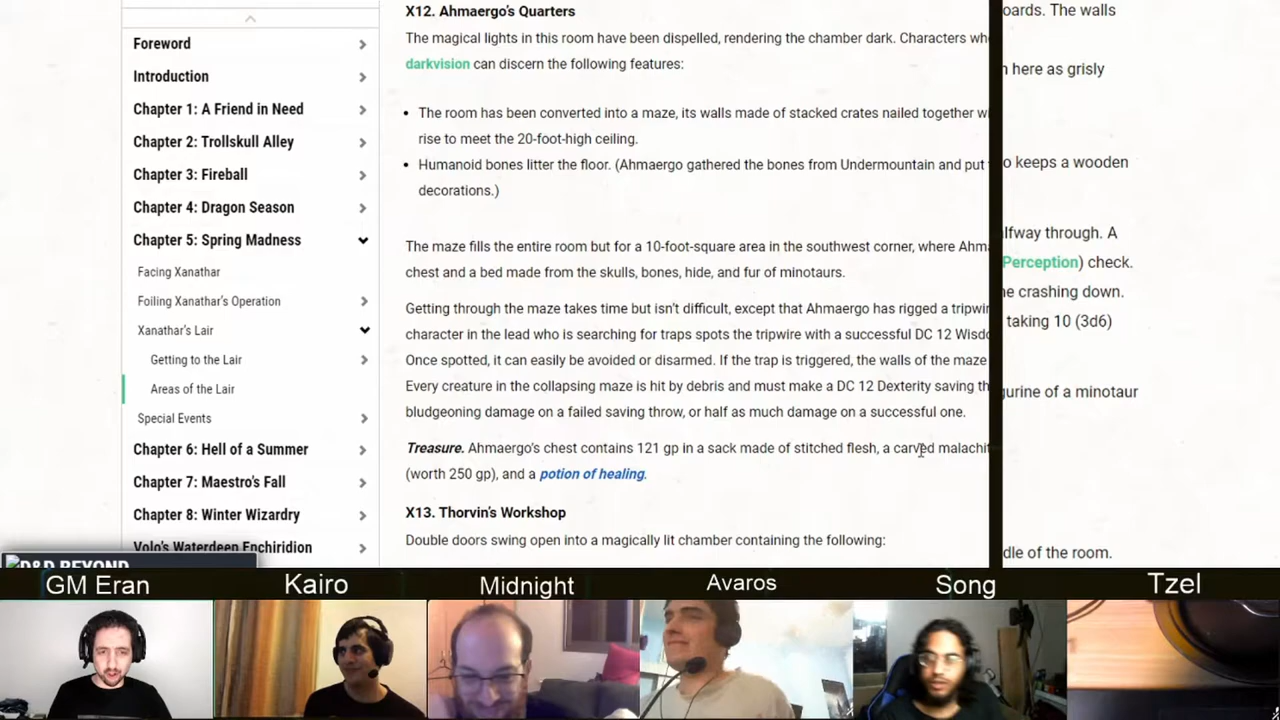 Foreword
Introduction
Chapter 1: A Friend in Need
Chapter 2: Trollskull Alley
Chapter 3: Fireball
Chapter 4: Dragon Season
Chapter 5: Spring Madness
Facing Xanathar
Foiling Xanathar's Operation
Xanathar's Lair
Getting to the Lair
Areas of the Lair
Special Events
Chapter 6: Hell of a Summer
Chapter 7: Maestro's Fall
Chapter 8: Winter Wizardry
Volo's Waterdeep Enchiridion
D&D BEYOND
X12. Ahmaergo's Quarters
The magical lights in this room have been dispelled, rendering the chamber dark. Characters wh
darkvision can discern the following features:
• The room has been converted into a maze, its walls made of stacked crates nailed together w
rise to meet the 20-foot-high ceiling.
• Humanoid bones litter the floor. (Ahmaergo gathered the bones from Undermountain and put
decorations.)
The maze fills the entire room but for a 10-foot-square area in the southwest corner, where Ahm
chest and a bed made from the skulls, bones, hide, and fur of minotaurs.
Getting through the maze takes time but isn't difficult, except that Ahmaergo has rigged a tripwi
character in the lead who is searching for traps spots the tripwire with a successful DC 12 Wisd
Once spotted, it can easily be avoided or disarmed. If the trap is triggered, the walls of the maze
Every creature in the collapsing maze is hit by debris and must make a DC 12 Dexterity saving th
bludgeoning damage on a failed saving throw, or half as much damage on a successful one.
Treasure. Ahmaergo's chest contains 121 gp in a sack made of stitched flesh, a carved malachit
(worth 250 gp), and a potion of healing.
X13. Thorvin's Workshop
Double doors swing open into a magically lit chamber containing the following:
oards. The walls
n here as grisly
o keeps a wooden
lfway through. A
Perception) check.
e crashing down.
taking 10 (3d6)
gurine of a minotaur
dle of the room.
GM Eran
Kairo
Midnight
Avaros
Song
Tzel